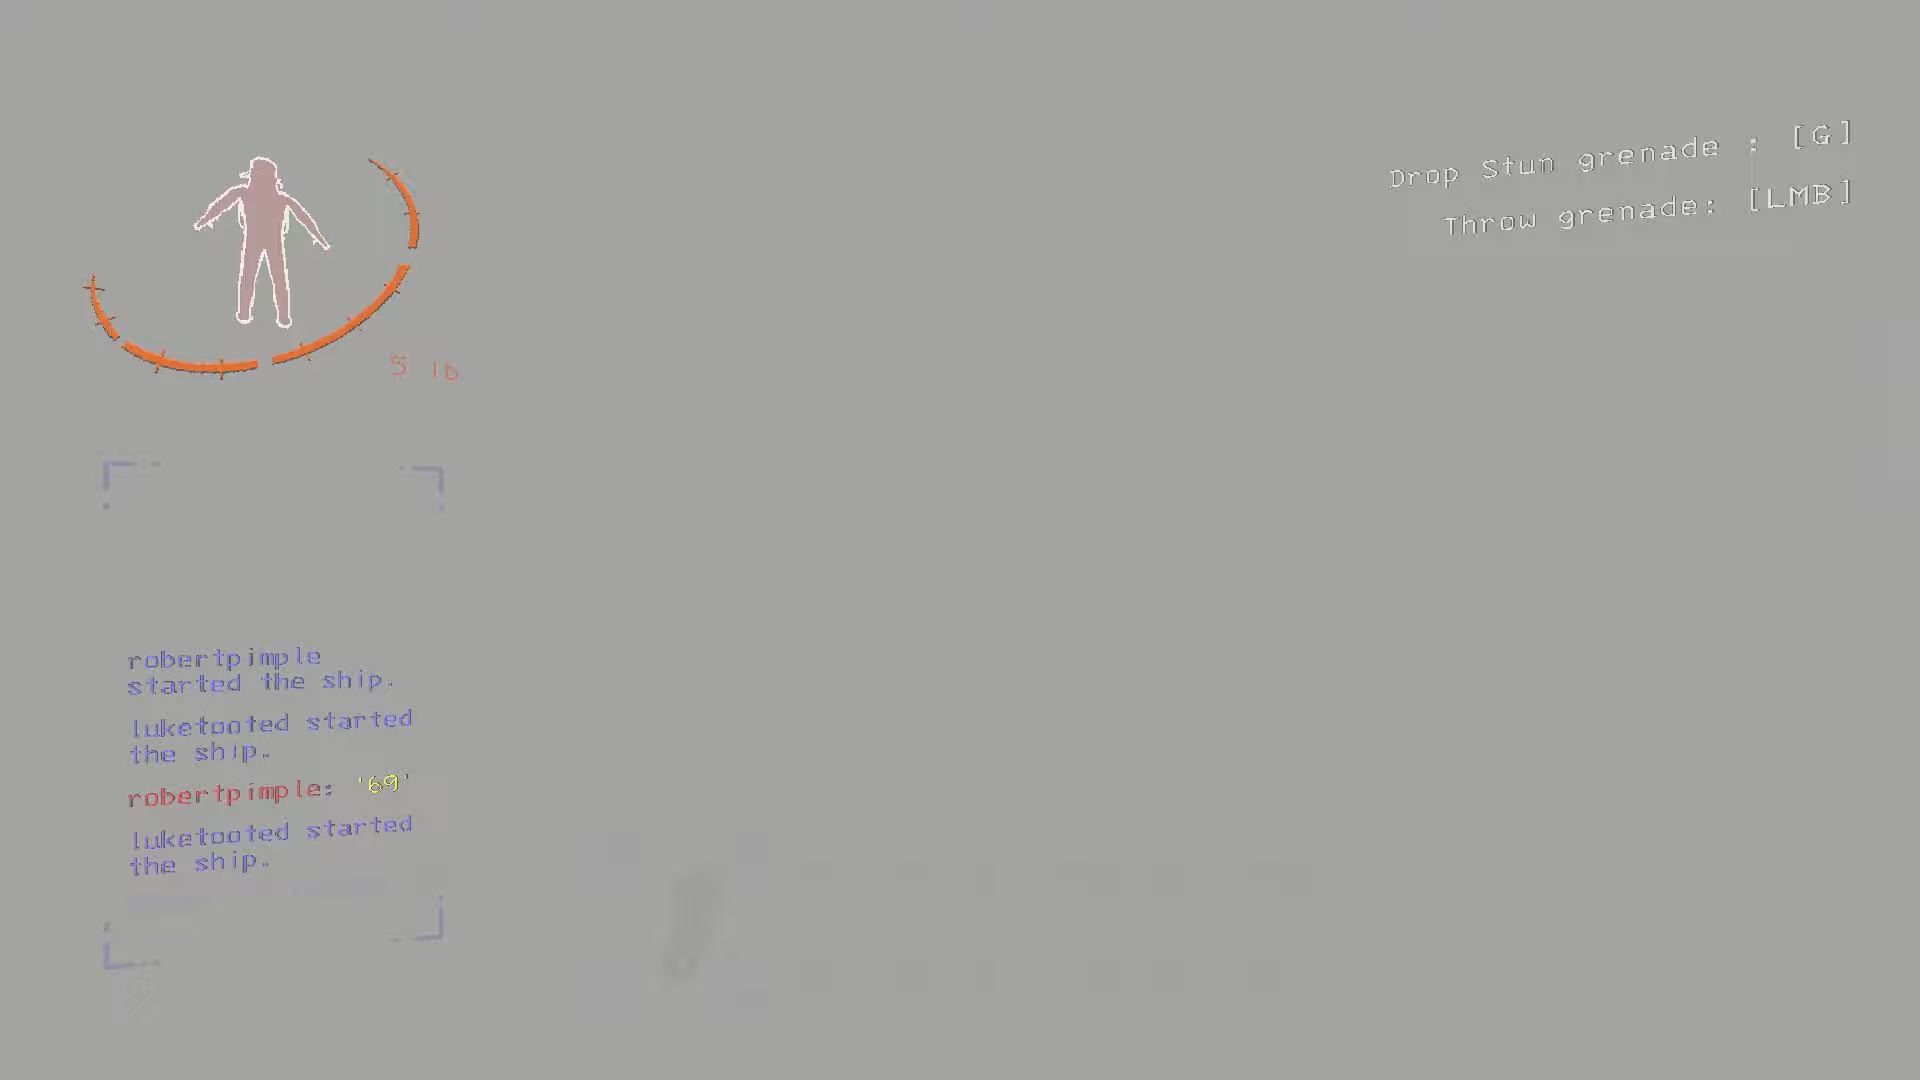 Drop Stun grenade : [G]
Throw grenade: [LMB]
5 lb
robertpimple
started the ship.
luketooted started
the ship.
robertpimple: '69'
luketooted started
the ship.